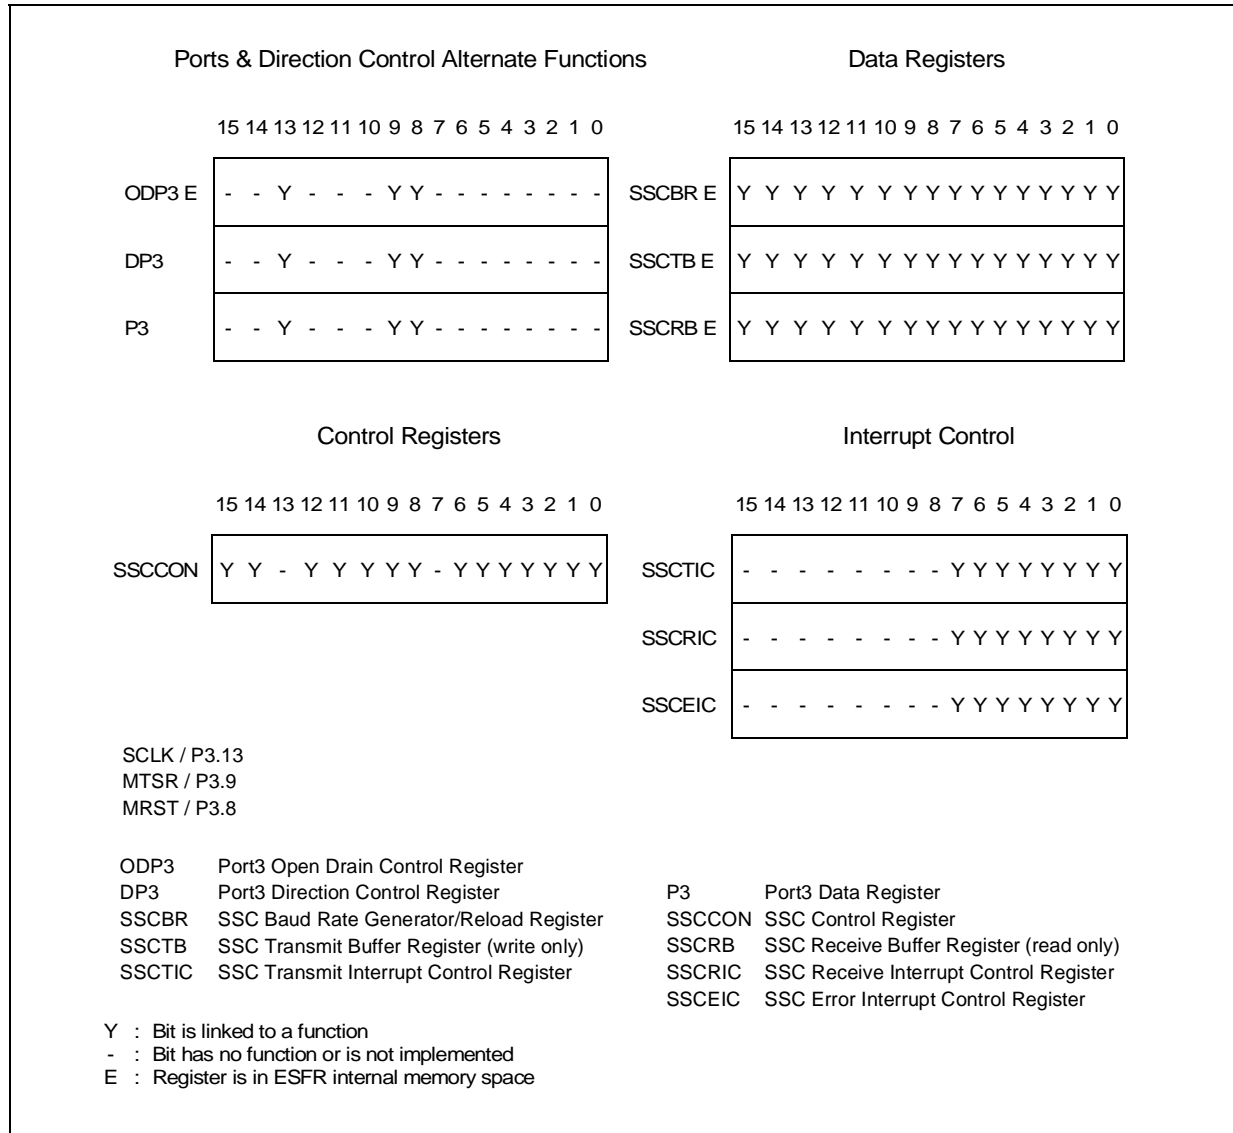 Ports & Direction Control Alternate Functions
15 14 13 12 11 10 9 8 7 6 5 4 3 2 1 0
ODP3 E - - Y - - - Y Y - - - - - - - -
DP3 - - Y - - - Y Y - - - - - - - -
P3 - - Y - - - Y Y - - - - - - - -
Data Registers
15 14 13 12 11 10 9 8 7 6 5 4 3 2 1 0
SSCBR E Y Y Y Y Y Y Y Y Y Y Y Y Y Y Y Y
SSCTB E Y Y Y Y Y Y Y Y Y Y Y Y Y Y Y Y
SSCRB E Y Y Y Y Y Y Y Y Y Y Y Y Y Y Y Y
Control Registers
15 14 13 12 11 10 9 8 7 6 5 4 3 2 1 0
SSCCON Y Y - Y Y Y Y Y - Y Y Y Y Y Y Y
Interrupt Control
15 14 13 12 11 10 9 8 7 6 5 4 3 2 1 0
SSCTIC - - - - - - - - Y Y Y Y Y Y Y Y
SSCRIC - - - - - - - - Y Y Y Y Y Y Y Y
SSCEIC - - - - - - - - Y Y Y Y Y Y Y Y
SCLK / P3.13
MTSR / P3.9
MRST / P3.8
ODP3 Port3 Open Drain Control Register
DP3 Port3 Direction Control Register
SSCBR SSC Baud Rate Generator/Reload Register
SSCTB SSC Transmit Buffer Register (write only)
SSCTIC SSC Transmit Interrupt Control Register
P3 Port3 Data Register
SSCCON SSC Control Register
SSCRB SSC Receive Buffer Register (read only)
SSCRIC SSC Receive Interrupt Control Register
SSCEIC SSC Error Interrupt Control Register
Y : Bit is linked to a function
- : Bit has no function or is not implemented
E : Register is in ESFR internal memory space